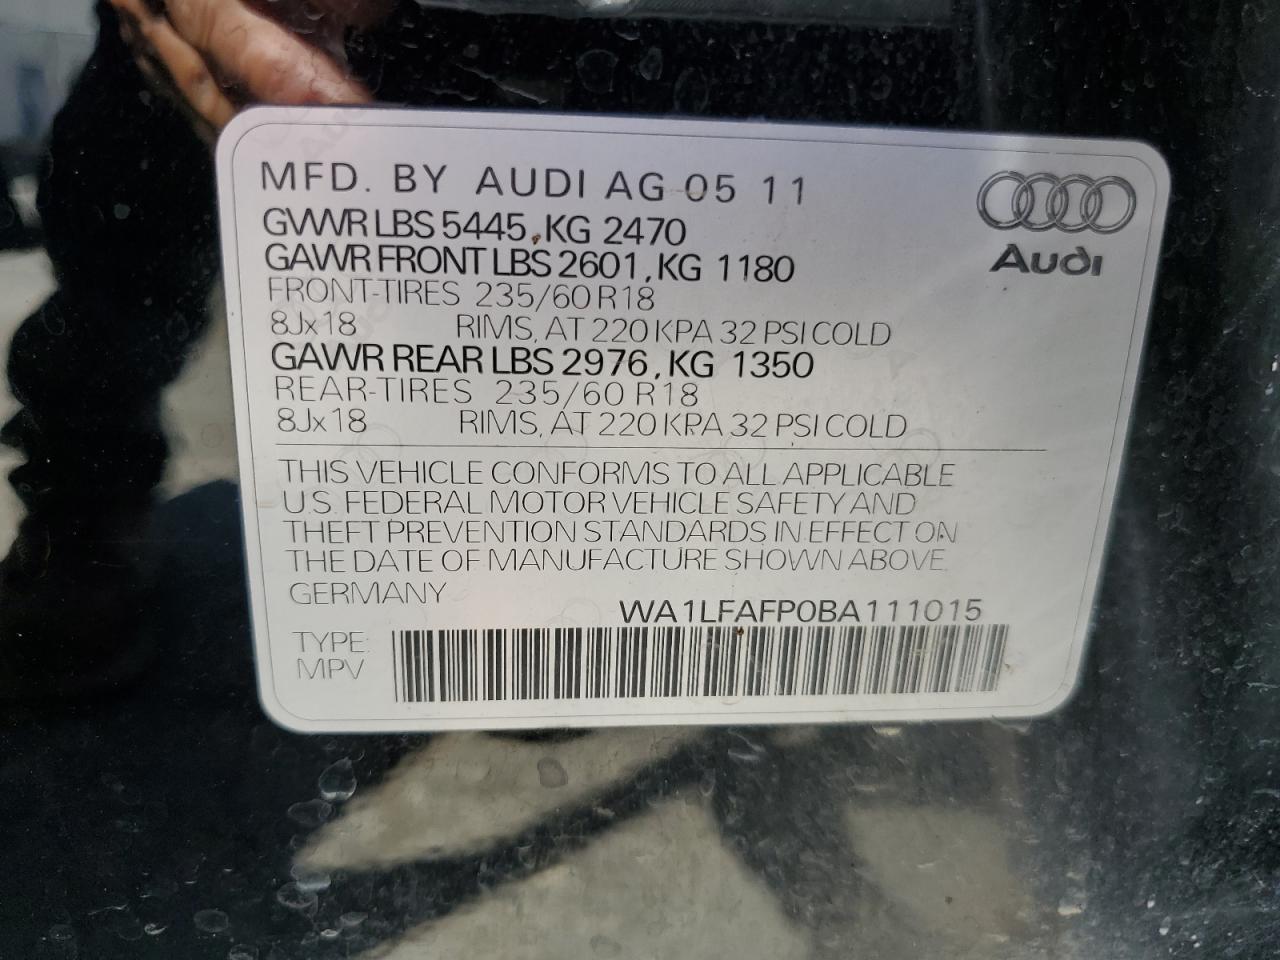 MFD. BY AUDI AG 05 11
GVWR LBS 5445, KG 2470
GAWR FRONT LBS 2601, KG 1180
FRONT-TIRES 235/60 R18
8Jx18 RIMS, AT 220 KPA 32 PSI COLD
GAWR REAR LBS 2976, KG 1350
REAR-TIRES 235/60 R18
8Jx18 RIMS, AT 220 KPA 32 PSI COLD
Audi
THIS VEHICLE CONFORMS TO ALL APPLICABLE
U.S. FEDERAL MOTOR VEHICLE SAFETY AND
THEFT PREVENTION STANDARDS IN EFFECT ON
THE DATE OF MANUFACTURE SHOWN ABOVE.
GERMANY
WA1LFAFP0BA111015
TYPE:
MPV